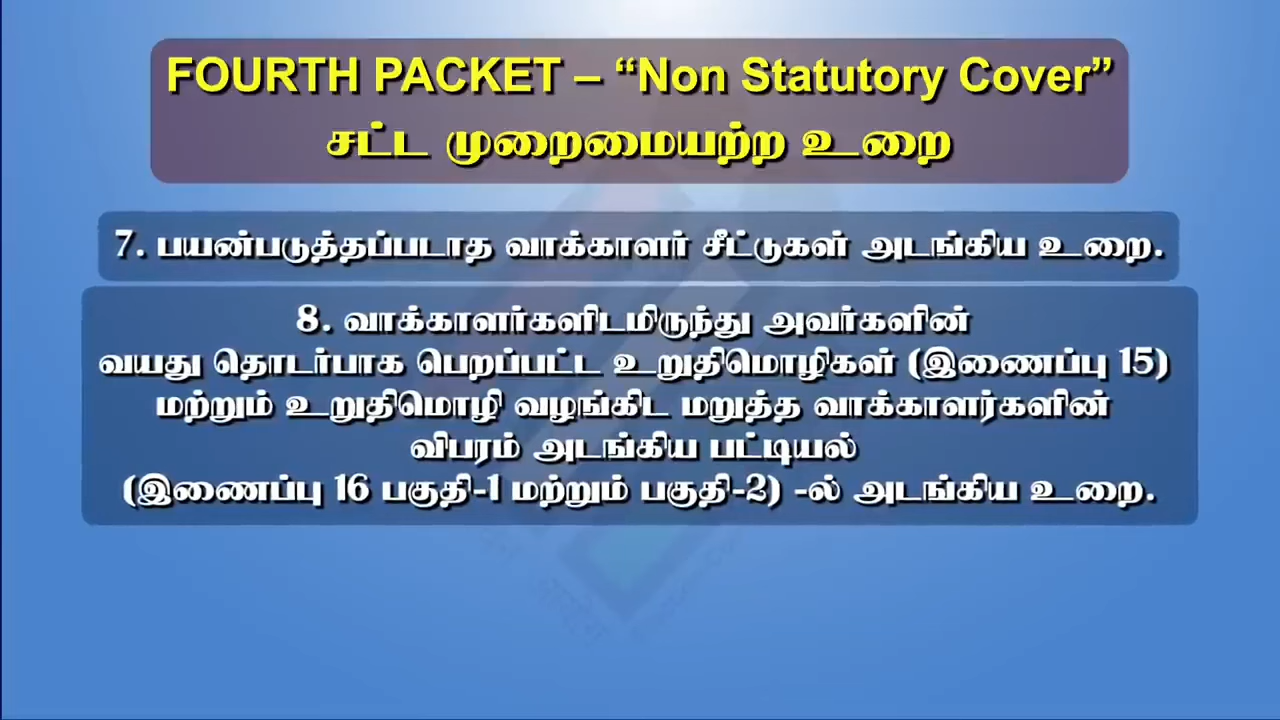 FOURTH PACKET – “Non Statutory Cover”
சட்ட முறைமையற்ற உறை
7. பயன்படுத்தப்படாத வாக்காளர் சீட்டுகள் அடங்கிய உறை.
8. வாக்காளர்களிடமிருந்து அவர்களின்
வயது தொடர்பாக பெறப்பட்ட உறுதிமொழிகள் (இணைப்பு 15)
மற்றும் உறுதிமொழி வழங்கிட மறுத்த வாக்காளர்களின்
விபரம் அடங்கிய பட்டியல்
(இணைப்பு 16 பகுதி-1 மற்றும் பகுதி-2) -ல் அடங்கிய உறை.